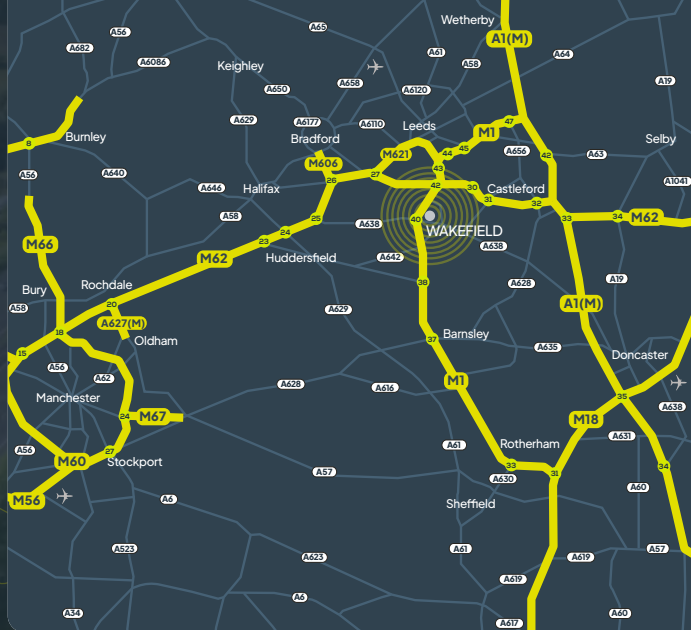 Wetherby
A65
A56
A1(M)
A682
A61
A64
A6086
A58
Keighley
A19
A658
A650
A6120
A629
A6177
A6110
47
Leeds
M1
Burnley
Bradford
Selby
8
A656
M621
44
45
A63
42
M606
43
A640
27
A56
26
42
A1041
A646
Halifax
30
Castleford
31
32
A58
25
40
33
34
M62
A638
WAKEFIELD
24
23
M66
A638
M62
Huddersfield
A642
A19
38
A628
Rochdale
Bury
20
A1(M)
A58
A629
A627(M)
18
Barnsley
Oldham
37
A635
15
Doncaster
A56
A62
M1
A628
A616
Manchester
35
A638
24
M67
M18
A631
A61
Rotherham
A56
27
M60
Stockport
33
34
A57
31
A630
A60
M56
A6
Sheffield
A523
A61
A57
A623
A619
A619
A6
A34
A60
A617